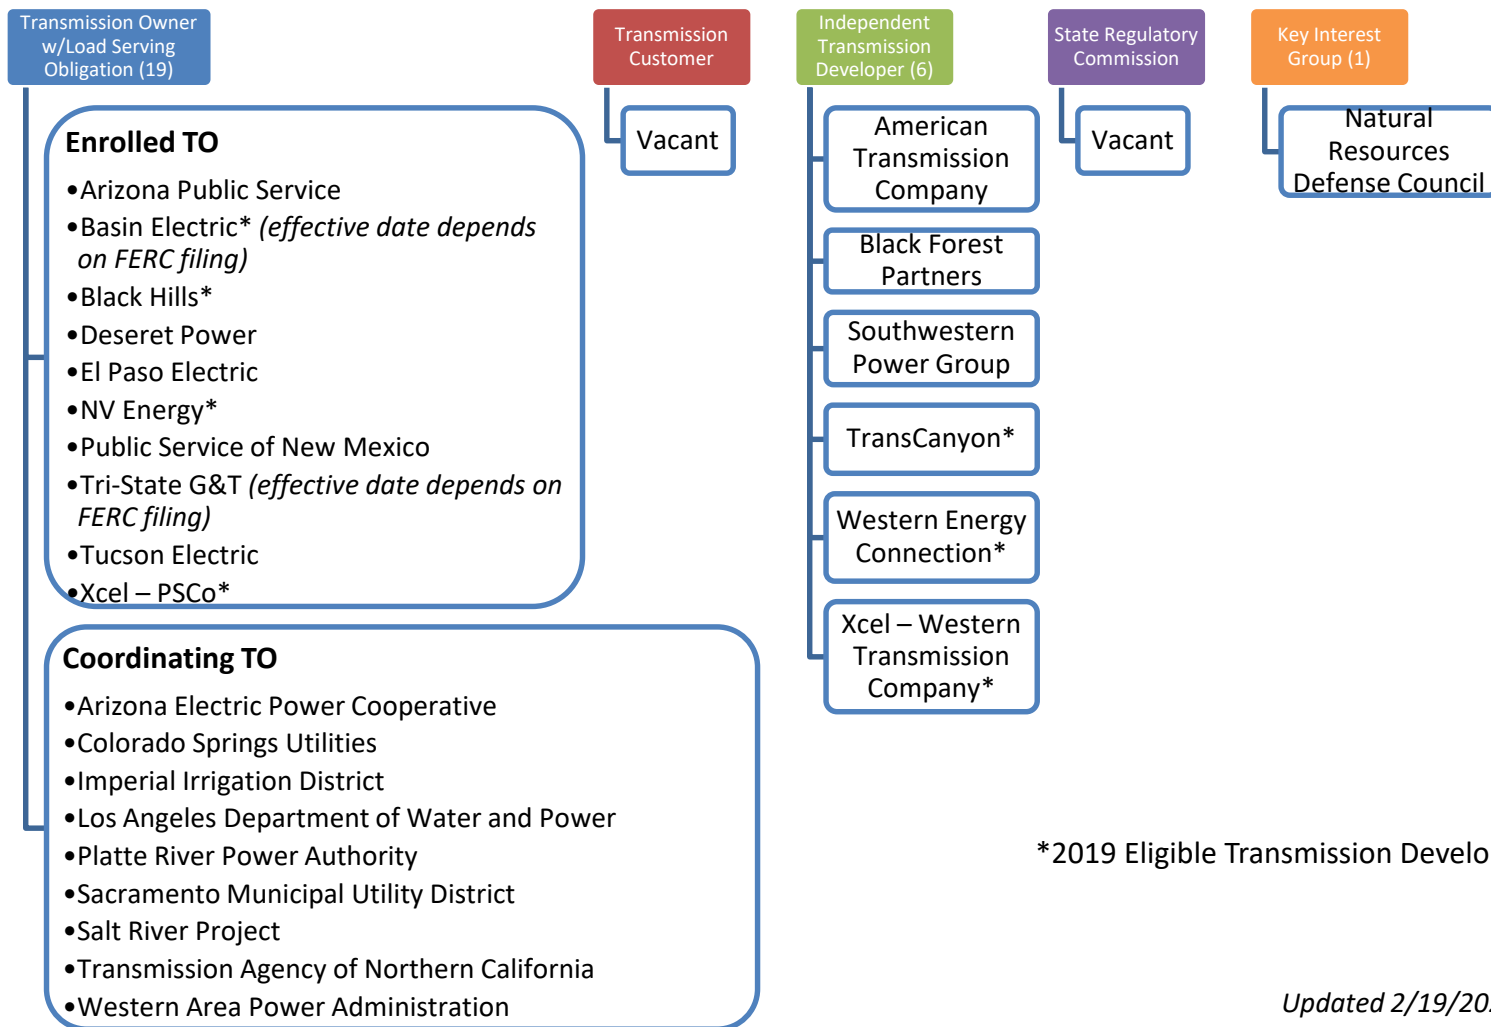 Transmission Owner
w/Load Serving
Obligation (19)
Enrolled TO
•Arizona Public Service
•Basin Electric* (effective date depends
on FERC filing)
•Black Hills*
•Deseret Power
•El Paso Electric
•NV Energy*
•Public Service of New Mexico
•Tri-State G&T (effective date depends on
FERC filing)
•Tucson Electric
•Xcel – PSCo*
Coordinating TO
•Arizona Electric Power Cooperative
•Colorado Springs Utilities
•Imperial Irrigation District
•Los Angeles Department of Water and Power
•Platte River Power Authority
•Sacramento Municipal Utility District
•Salt River Project
•Transmission Agency of Northern California
•Western Area Power Administration
Transmission
Customer
Vacant
Independent
Transmission
Developer (6)
American
Transmission
Company
Black Forest
Partners
Southwestern
Power Group
TransCanyon*
Western Energy
Connection*
Xcel – Western
Transmission
Company*
State Regulatory
Commission
Vacant
Key Interest
Group (1)
Natural
Resources
Defense Council
*2019 Eligible Transmission
Updated